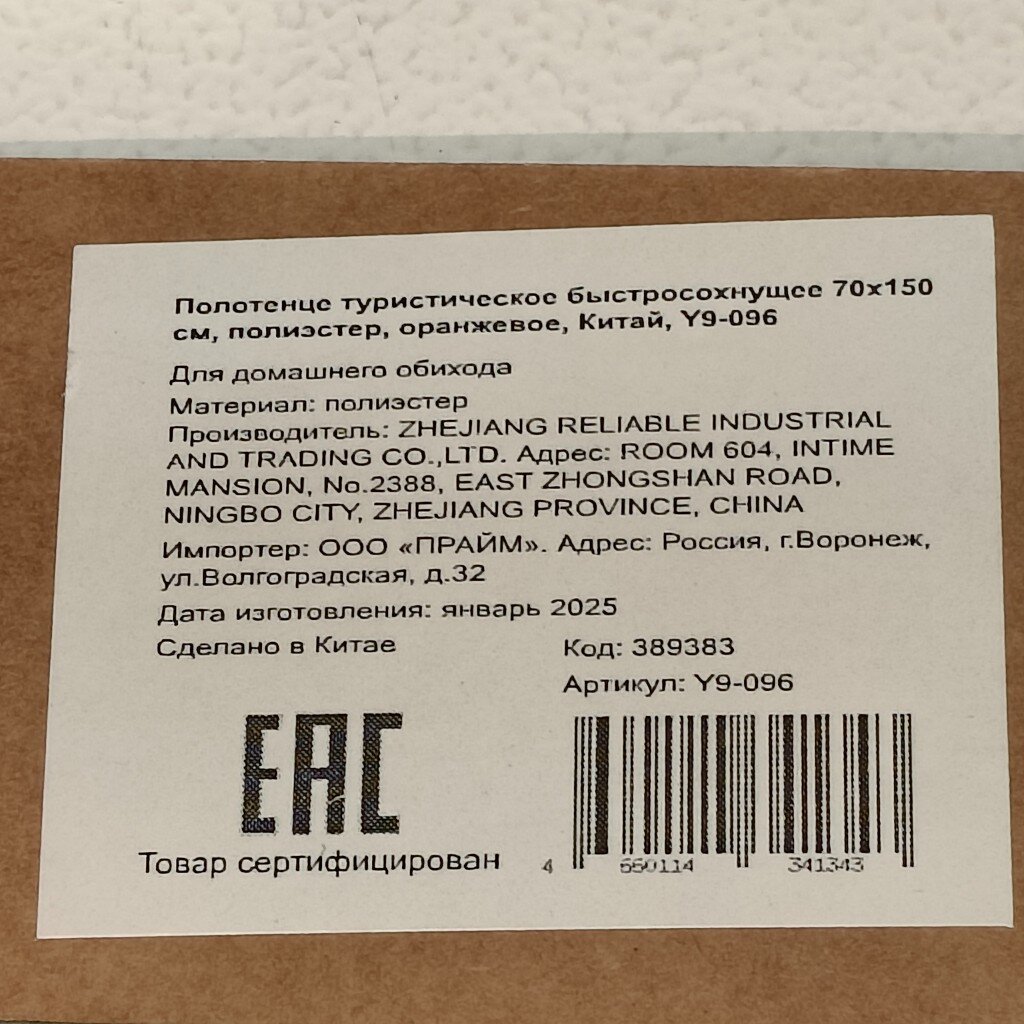 Полотенце туристическое быстросохнущее 70х150
см, полиэстер, оранжевое, Китай, Y9-096
Для домашнего обихода
Материал: полиэстер
Производитель: ZHEJIANG RELIABLE INDUSTRIAL
AND TRADING CO.,LTD. Адрес: ROOM 604, INTIME
MANSION, No.2388, EAST ZHONGSHAN ROAD,
NINGBO CITY, ZHEJIANG PROVINCE, CHINA
Импортер: ООО «ПРАЙМ». Адрес: Россия, г.Воронеж,
ул.Волгоградская, д.32
Дата изготовления: январь 2025
Сделано в Китае
Код: 389383
Артикул: Y9-096
EAC
Товар сертифицирован
4 660114 341343